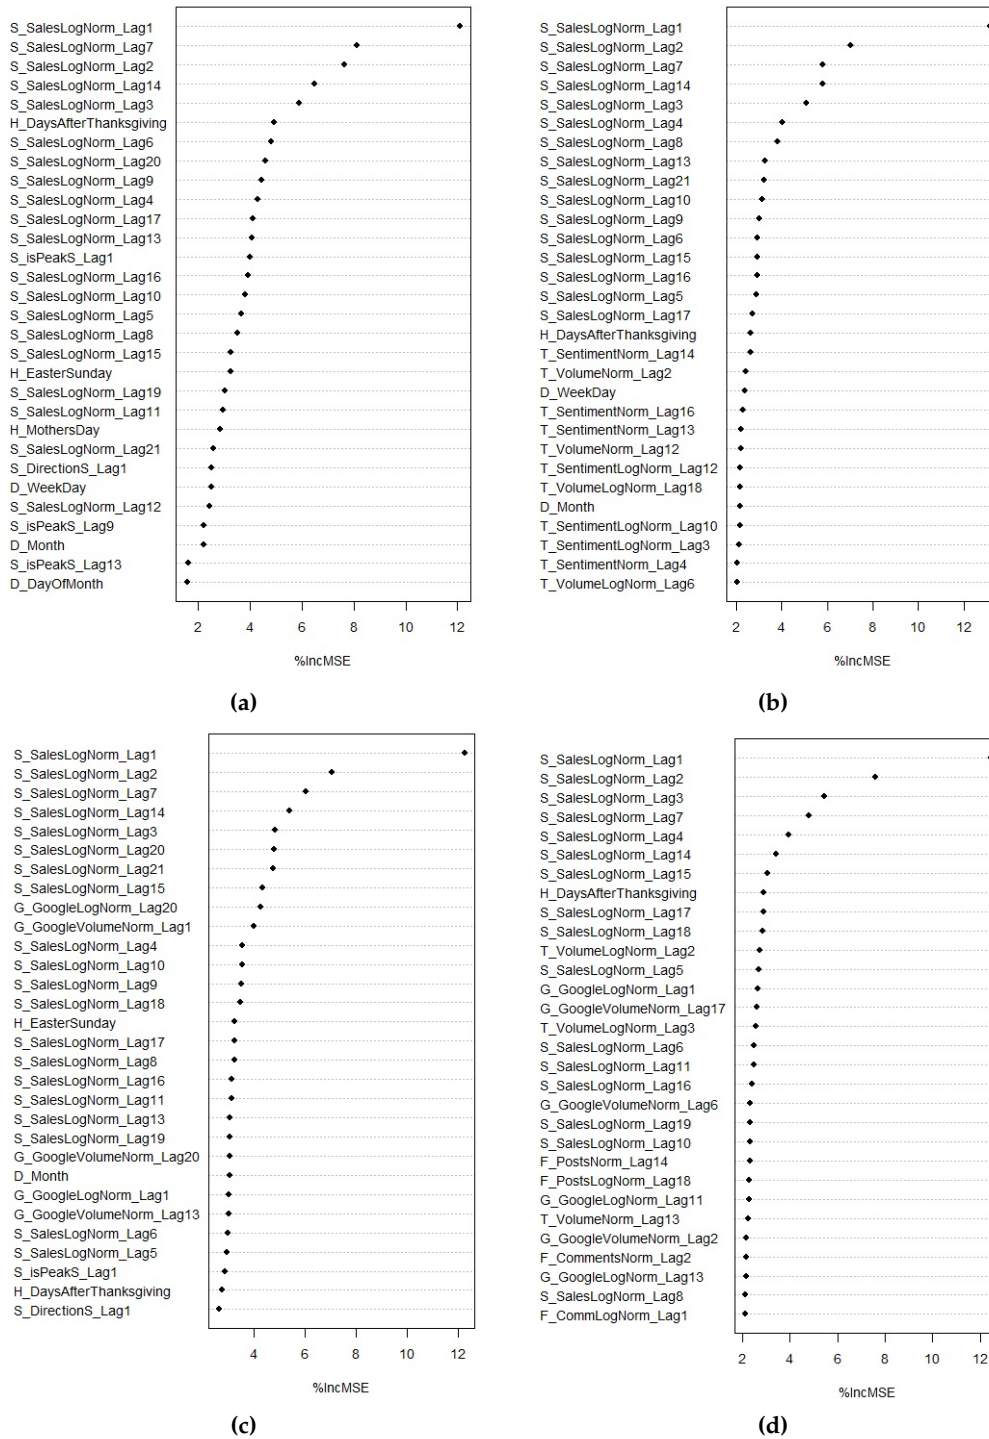 S_SalesLogNorm_Lag1
S_SalesLogNorm_Lag7
S_SalesLogNorm_Lag2
S_SalesLogNorm_Lag14
S_SalesLogNorm_Lag3
H_DaysAfterThanksgiving
S_SalesLogNorm_Lag6
S_SalesLogNorm_Lag20
S_SalesLogNorm_Lag9
S_SalesLogNorm_Lag4
S_SalesLogNorm_Lag17
S_SalesLogNorm_Lag13
S_isPeakS_Lag1
S_SalesLogNorm_Lag16
S_SalesLogNorm_Lag10
S_SalesLogNorm_Lag5
S_SalesLogNorm_Lag8
S_SalesLogNorm_Lag15
H_EasterSunday
S_SalesLogNorm_Lag19
S_SalesLogNorm_Lag11
H_MothersDay
S_SalesLogNorm_Lag21
S_DirectionS_Lag1
D_WeekDay
S_SalesLogNorm_Lag12
S_isPeakS_Lag9
D_Month
S_isPeakS_Lag13
D_DayOfMonth
2 4 6 8 10 12
%IncMSE
(a)
S_SalesLogNorm_Lag1
S_SalesLogNorm_Lag2
S_SalesLogNorm_Lag7
S_SalesLogNorm_Lag14
S_SalesLogNorm_Lag3
S_SalesLogNorm_Lag4
S_SalesLogNorm_Lag8
S_SalesLogNorm_Lag13
S_SalesLogNorm_Lag21
S_SalesLogNorm_Lag10
S_SalesLogNorm_Lag9
S_SalesLogNorm_Lag6
S_SalesLogNorm_Lag15
S_SalesLogNorm_Lag16
S_SalesLogNorm_Lag5
S_SalesLogNorm_Lag17
H_DaysAfterThanksgiving
T_SentimentNorm_Lag14
T_VolumeNorm_Lag2
D_WeekDay
T_SentimentNorm_Lag16
T_SentimentNorm_Lag13
T_VolumeNorm_Lag12
T_SentimentLogNorm_Lag12
T_VolumeLogNorm_Lag18
D_Month
T_SentimentLogNorm_Lag10
T_SentimentLogNorm_Lag3
T_SentimentNorm_Lag4
T_VolumeLogNorm_Lag6
2 4 6 8 10 12
%IncMSE
(b)
S_SalesLogNorm_Lag1
S_SalesLogNorm_Lag2
S_SalesLogNorm_Lag7
S_SalesLogNorm_Lag14
S_SalesLogNorm_Lag3
S_SalesLogNorm_Lag20
S_SalesLogNorm_Lag21
S_SalesLogNorm_Lag15
G_GoogleLogNorm_Lag20
G_GoogleVolumeNorm_Lag1
S_SalesLogNorm_Lag4
S_SalesLogNorm_Lag10
S_SalesLogNorm_Lag9
S_SalesLogNorm_Lag18
H_EasterSunday
S_SalesLogNorm_Lag17
S_SalesLogNorm_Lag8
S_SalesLogNorm_Lag16
S_SalesLogNorm_Lag11
S_SalesLogNorm_Lag13
S_SalesLogNorm_Lag19
G_GoogleVolumeNorm_Lag20
D_Month
G_GoogleLogNorm_Lag1
G_GoogleVolumeNorm_Lag13
S_SalesLogNorm_Lag6
S_SalesLogNorm_Lag5
S_isPeakS_Lag1
H_DaysAfterThanksgiving
S_DirectionS_Lag1
4 6 8 10 12
%IncMSE
(c)
S_SalesLogNorm_Lag1
S_SalesLogNorm_Lag2
S_SalesLogNorm_Lag3
S_SalesLogNorm_Lag7
S_SalesLogNorm_Lag4
S_SalesLogNorm_Lag14
S_SalesLogNorm_Lag15
H_DaysAfterThanksgiving
S_SalesLogNorm_Lag17
S_SalesLogNorm_Lag18
T_VolumeLogNorm_Lag2
S_SalesLogNorm_Lag5
G_GoogleLogNorm_Lag1
G_GoogleVolumeNorm_Lag17
T_VolumeLogNorm_Lag3
S_SalesLogNorm_Lag6
S_SalesLogNorm_Lag11
S_SalesLogNorm_Lag16
G_GoogleVolumeNorm_Lag6
S_SalesLogNorm_Lag19
S_SalesLogNorm_Lag10
F_PostsNorm_Lag14
F_PostsLogNorm_Lag18
G_GoogleLogNorm_Lag11
T_VolumeNorm_Lag13
G_GoogleVolumeNorm_Lag2
F_CommentsNorm_Lag2
G_GoogleLogNorm_Lag13
S_SalesLogNorm_Lag8
F_CommLogNorm_Lag1
2 4 6 8 10 12
%IncMSE
(d)